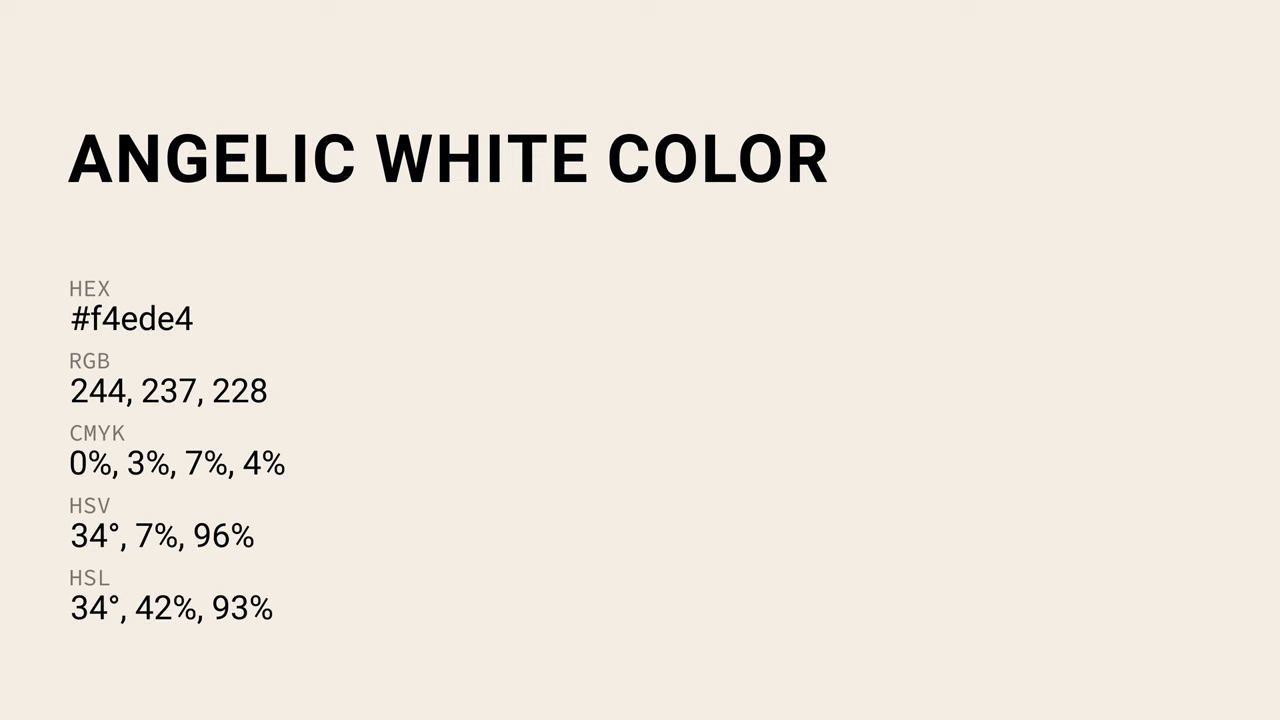 ANGELIC WHITE COLOR
HEX
#f4ede4
RGB
244, 237, 228
CMYK
0%, 3%, 7%, 4%
HSV
34°, 7%, 96%
HSL
34°, 42%, 93%